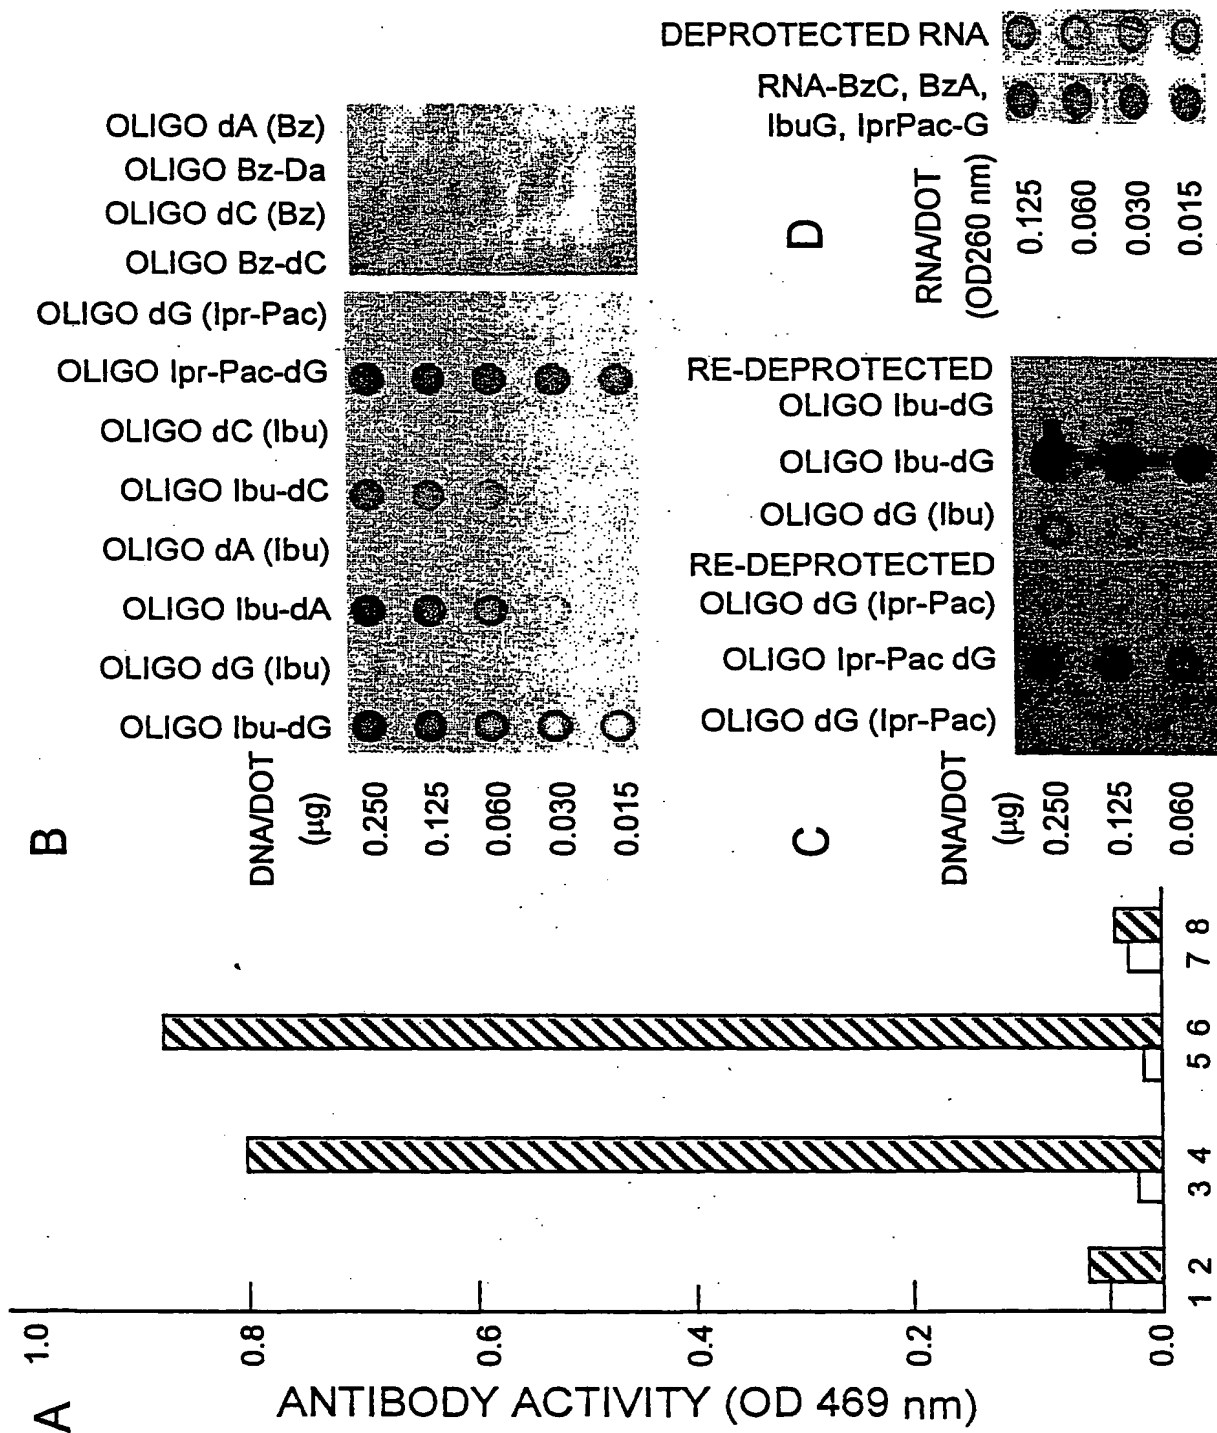 A
ANTIBODY ACTIVITY (OD 469 nm)
1.0
0.8
0.6
0.4
0.2
0.0
1 2 3 4 5 6 7 8
B
DNA/DOT
(µg)
0.250
0.125
0.060
0.030
0.015
OLIGO dA (Bz)
OLIGO Bz-Da
OLIGO dC (Bz)
OLIGO Bz-dC
OLIGO dG (Ipr-Pac)
OLIGO Ipr-Pac-dG
OLIGO dC (Ibu)
OLIGO Ibu-dC
OLIGO dA (Ibu)
OLIGO Ibu-dA
OLIGO dG (Ibu)
OLIGO Ibu-dG
C
DNA/DOT
(µg)
0.250
0.125
0.060
RE-DEPROTECTED
OLIGO Ibu-dG
OLIGO Ibu-dG
OLIGO dG (Ibu)
RE-DEPROTECTED
OLIGO dG (Ipr-Pac)
OLIGO Ipr-Pac dG
OLIGO dG (Ipr-Pac)
D
RNA/DOT
(OD260 nm)
0.125
0.060
0.030
0.015
DEPROTECTED RNA
RNA-BzC, BzA,
IbuG, IprPac-G